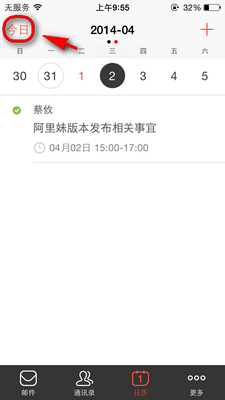 无服务 上午9:55 32%
今日 2014-04 +
日 一 二 三 四 五 六
30 31 1 2 3 4 5
蔡攸
阿里妹版本发布相关事宜
04月02日 15:00-17:00
邮件 通讯录 1 日历 更多